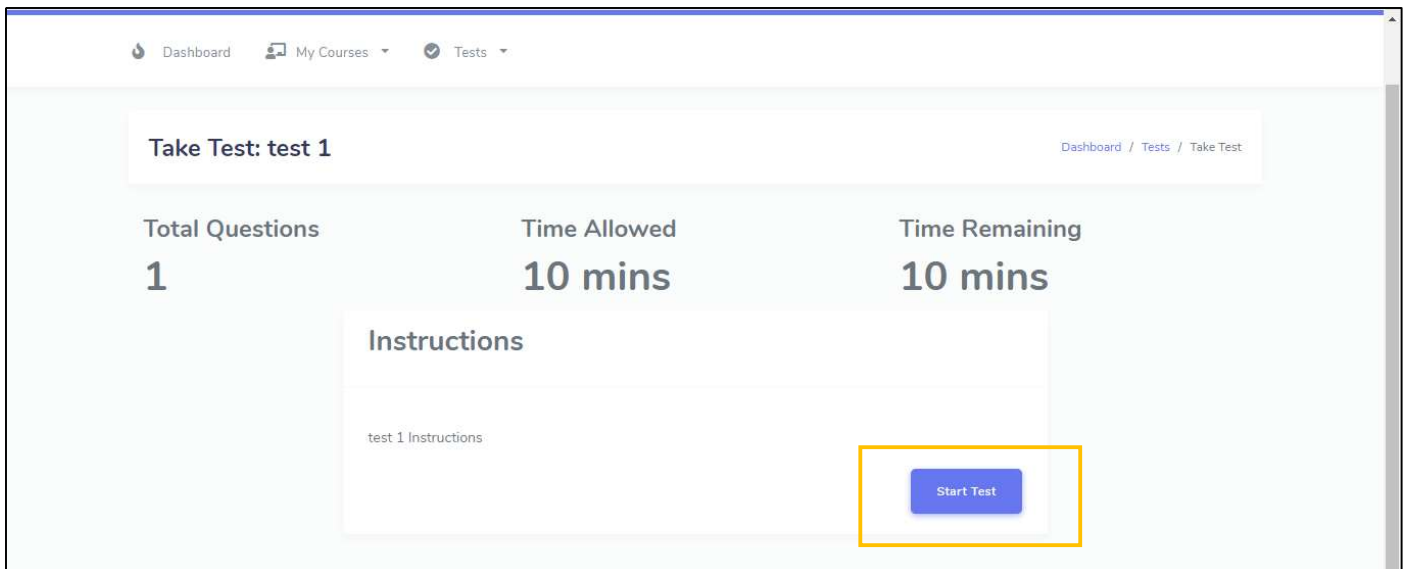 Dashboard My Courses Tests
Take Test: test 1
Dashboard / Tests / Take Test
Total Questions
1
Time Allowed
10 mins
Time Remaining
10 mins
Instructions
test 1 Instructions
Start Test